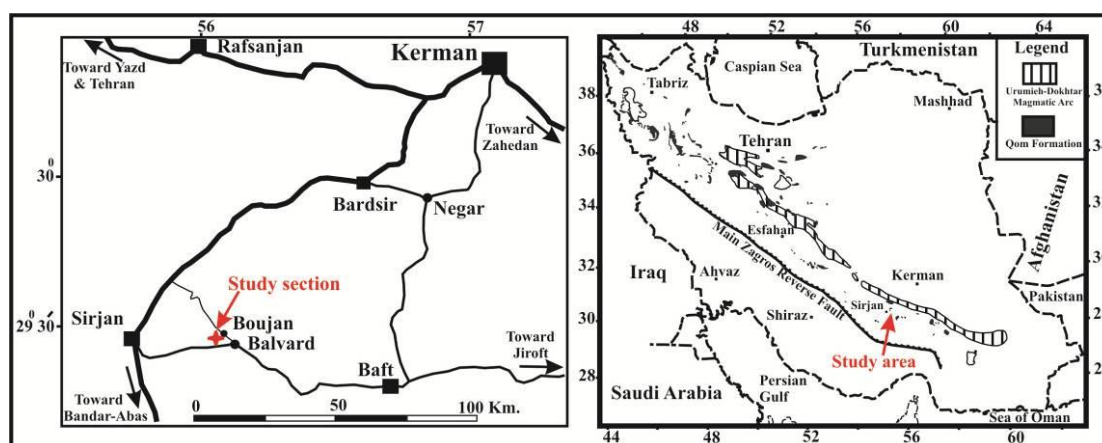 56
57
Rafsanjan
Kerman
Toward Yazd
& Tehran
Toward
Zahedan
30⁰
Bardsir
Negar
Study section
29⁰ 30′
Sirjan
Boujan
Balvard
Baft
Toward
Jiroft
Toward
Bandar-Abas
0 50 100 Km.
48 52 56 60 64
Turkmenistan
Legend
Urumieh-Dokhtar
Magmatic Arc
Qom Formation
Caspian Sea
Tabriz
Mashhad
Tehran
38
36
34
32
30
28
Esfahan
Main Zagros Reverse Fault
Afghanistan
Iraq
Ahvaz
Kerman
Sirjan
Pakistan
Shiraz
Study area
Saudi Arabia
Persian
Gulf
Sea of Oman
44 48 52 56 60